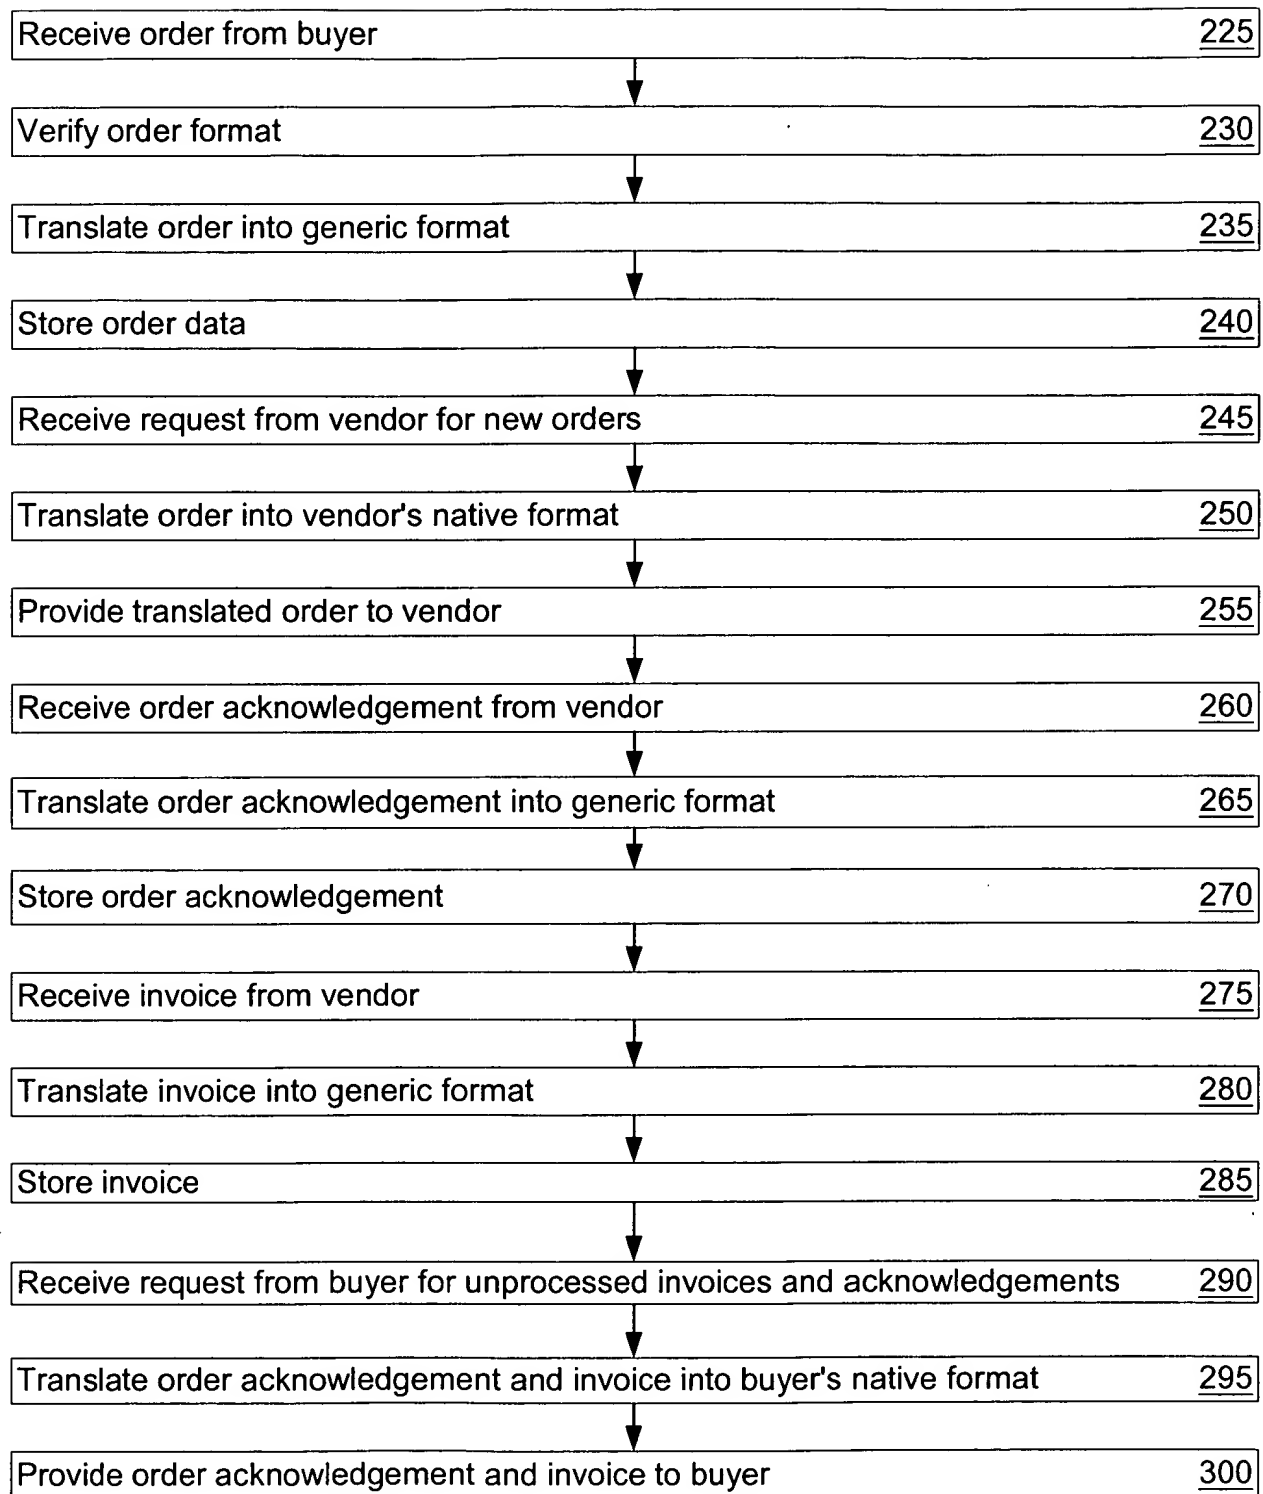 Receive order from buyer 225
Verify order format 230
Translate order into generic format 235
Store order data 240
Receive request from vendor for new orders 245
Translate order into vendor's native format 250
Provide translated order to vendor 255
Receive order acknowledgement from vendor 260
Translate order acknowledgement into generic format 265
Store order acknowledgement 270
Receive invoice from vendor 275
Translate invoice into generic format 280
Store invoice 285
Receive request from buyer for unprocessed invoices and acknowledgements 290
Translate order acknowledgement and invoice into buyer's native format 295
Provide order acknowledgement and invoice to buyer 300